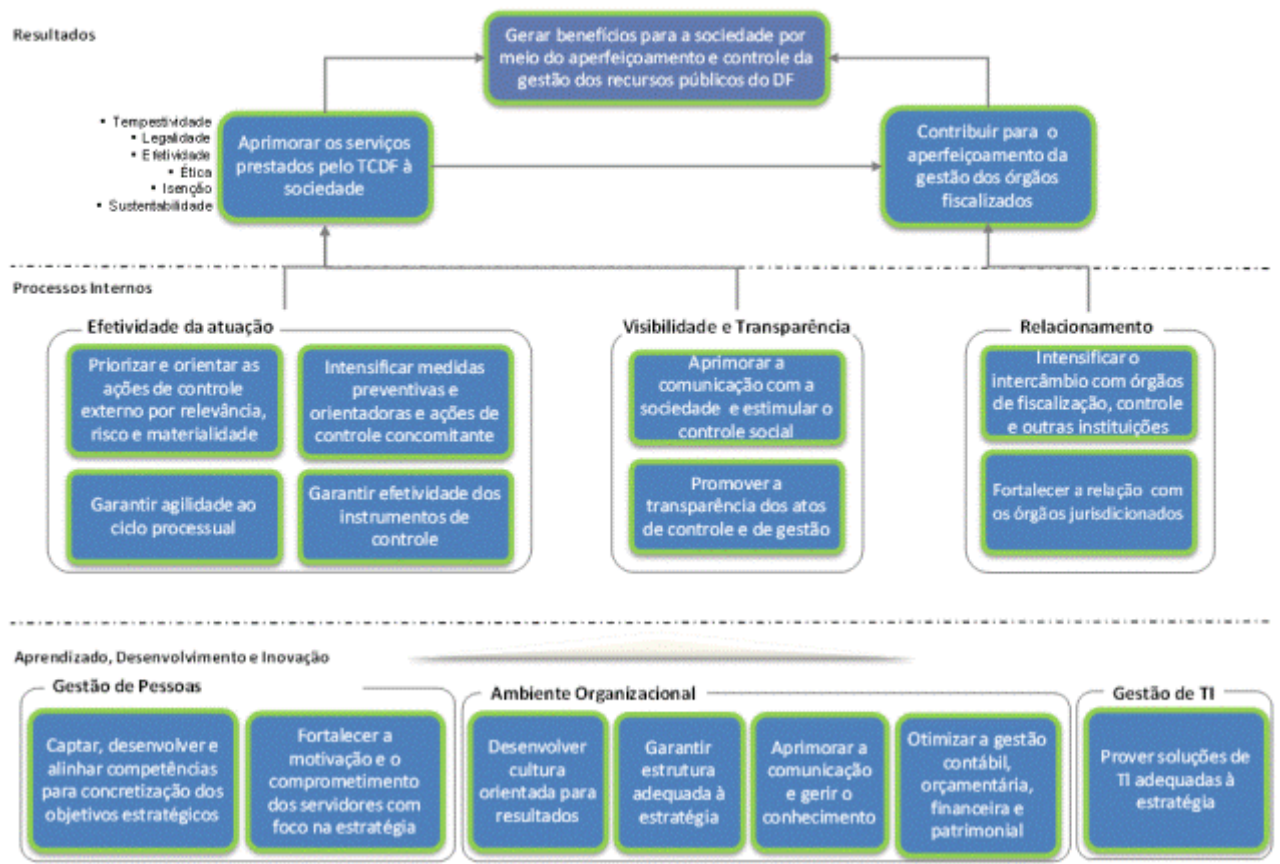 Resultados
Gerar benefícios para a sociedade por
meio do aperfeiçoamento e controle da
gestão dos recursos públicos do DF
▪ Tempestividade
▪ Legalidade
▪ Efetividade
▪ Ética
▪ Isenção
▪ Sustentabilidade
Aprimorar os serviços
prestados pelo TCDF à
sociedade
Contribuir para o
aperfeiçoamento da
gestão dos órgãos
fiscalizados
Processos Internos
Efetividade da atuação
Priorizar e orientar as
ações de controle
externo por relevância,
risco e materialidade
Intensificar medidas
preventivas e
orientadoras e ações de
controle concomitante
Garantir agilidade ao
ciclo processual
Garantir efetividade dos
instrumentos de
controle
Visibilidade e Transparência
Aprimorar a
comunicação com a
sociedade e estimular o
controle social
Promover a
transparência dos atos
de controle e de gestão
Relacionamento
Intensificar o
intercâmbio com órgãos
de fiscalização, controle
e outras instituições
Fortalecer a relação com
os órgãos jurisdicionados
Aprendizado, Desenvolvimento e Inovação
Gestão de Pessoas
Captar, desenvolver e
alinhar competências
para concretização dos
objetivos estratégicos
Fortalecer a
motivação e o
comprometimento
dos servidores com
foco na estratégia
Ambiente Organizacional
Desenvolver
cultura
orientada para
resultados
Garantir
estrutura
adequada à
estratégia
Aprimorar a
comunicação
e gerir o
conhecimento
Otimizar a gestão
contábil,
orçamentária,
financeira e
patrimonial
Gestão de TI
Prover soluções de
TI adequadas à
estratégia